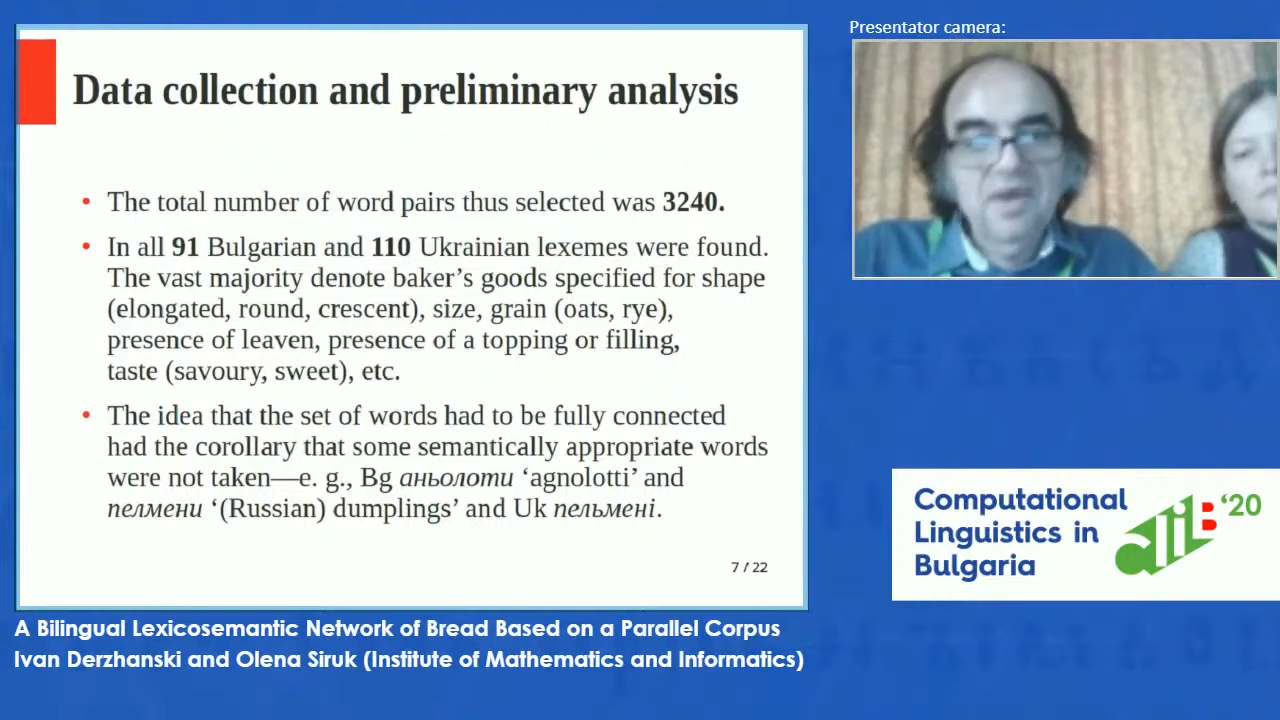 Presentator camera:
Data collection and preliminary analysis
• The total number of word pairs thus selected was 3240.
• In all 91 Bulgarian and 110 Ukrainian lexemes were found.
The vast majority denote baker’s goods specified for shape
(elongated, round, crescent), size, grain (oats, rye),
presence of leaven, presence of a topping or filling,
taste (savoury, sweet), etc.
• The idea that the set of words had to be fully connected
had the corollary that some semantically appropriate words
were not taken—e. g., Bg аньолоти ‘agnolotti’ and
пелмени ‘(Russian) dumplings’ and Uk пельмені.
7 / 22
Computational
Linguistics in
Bulgaria
clib ‘20
A Bilingual Lexicosemantic Network of Bread Based on a Parallel Corpus
Ivan Derzhanski and Olena Siruk (Institute of Mathematics and Informatics)